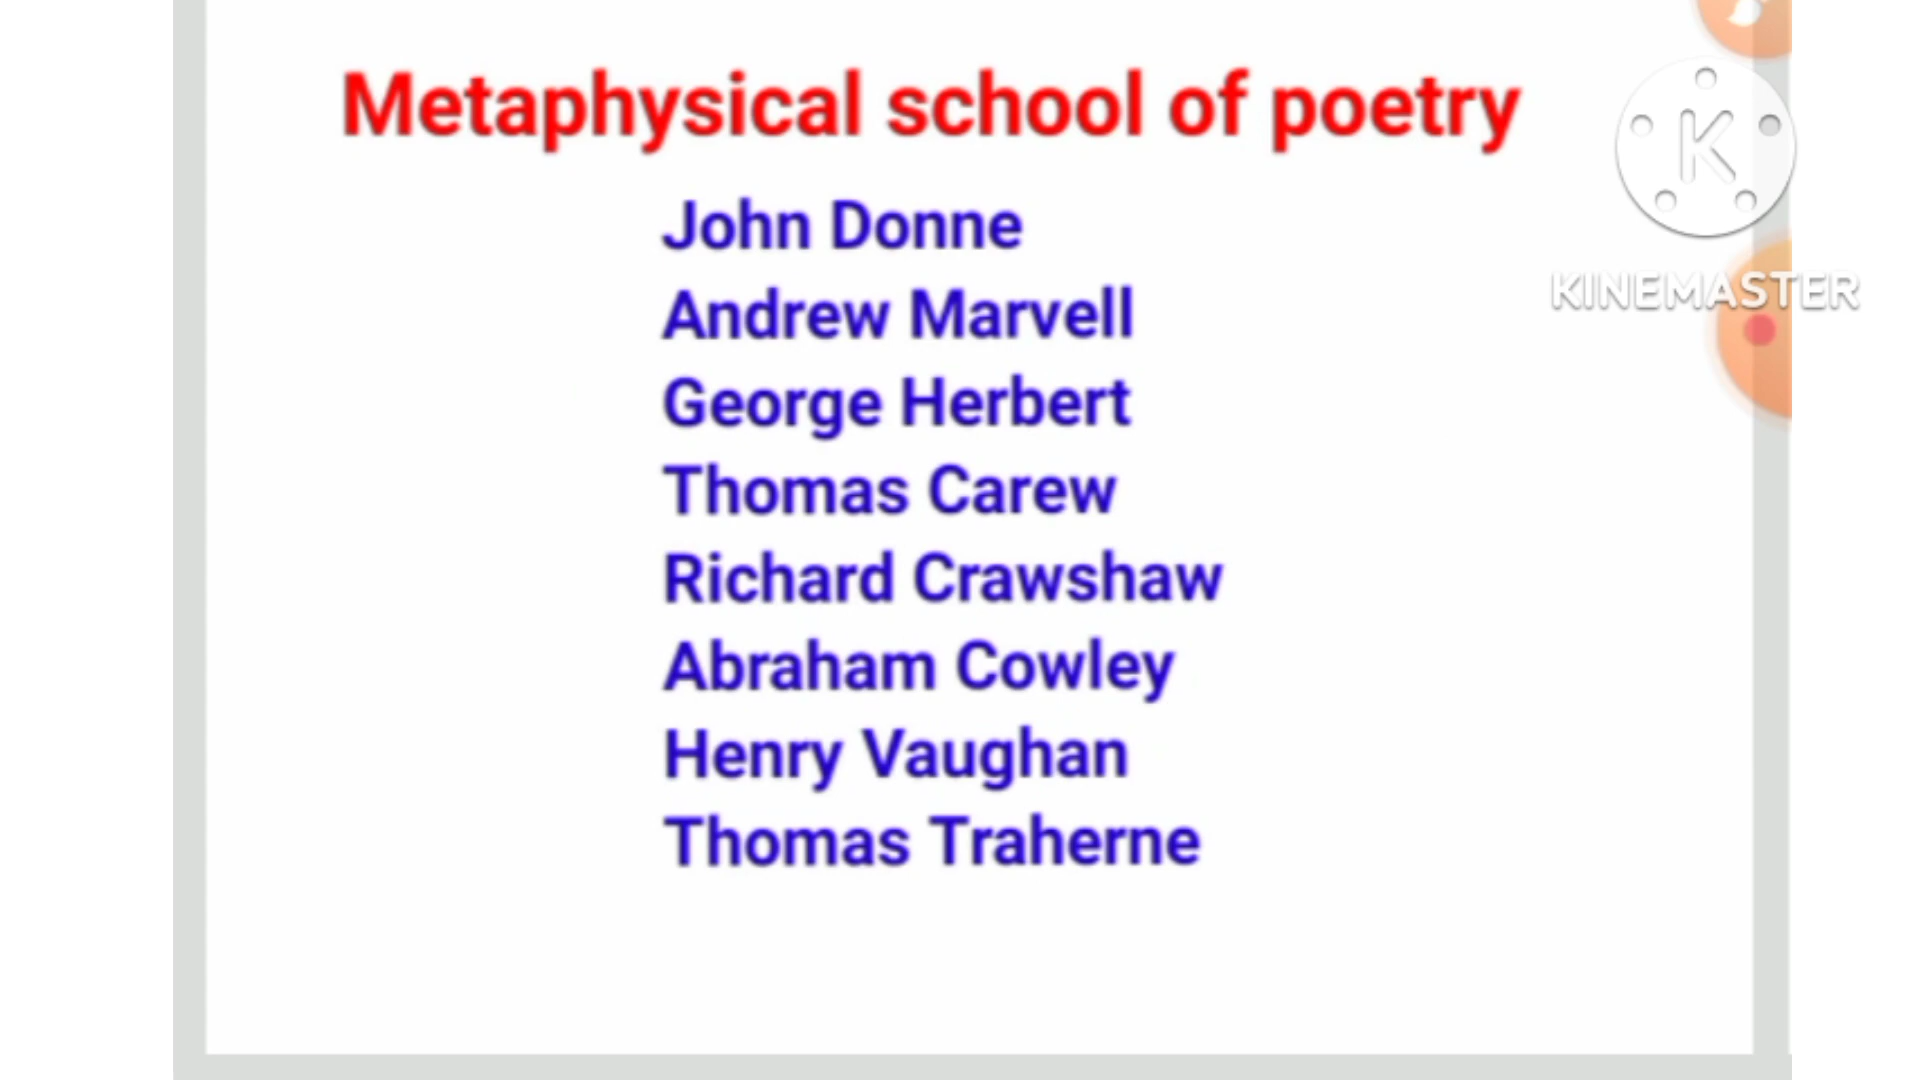 Metaphysical school of poetry
John Donne
Andrew Marvell
George Herbert
Thomas Carew
Richard Crawshaw
Abraham Cowley
Henry Vaughan
Thomas Traherne
K
KINEMASTER